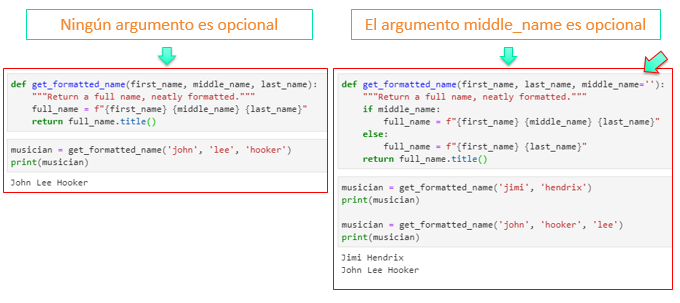 Ningún argumento es opcional
def get_formatted_name(first_name, middle_name, last_name):
    """Return a full name, neatly formatted."""
    full_name = f"{first_name} {middle_name} {last_name}"
    return full_name.title()
musician = get_formatted_name('john', 'lee', 'hooker')
print(musician)
John Lee Hooker
El argumento middle_name es opcional
def get_formatted_name(first_name, last_name, middle_name=''):
    """Return a full name, neatly formatted."""
    if middle_name:
        full_name = f"{first_name} {middle_name} {last_name}"
    else:
        full_name = f"{first_name} {last_name}"
    return full_name.title()
musician = get_formatted_name('jimi', 'hendrix')
print(musician)
musician = get_formatted_name('john', 'hooker', 'lee')
print(musician)
Jimi Hendrix
John Lee Hooker